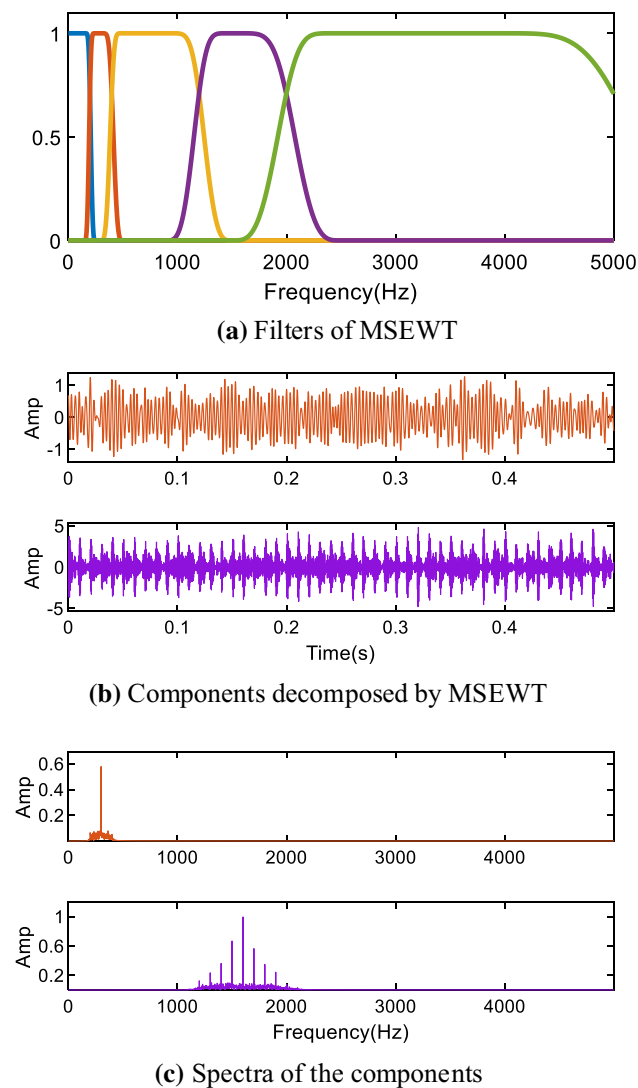 1
0.5
0
0 1000 2000 3000 4000 5000
Frequency(Hz)
(a) Filters of MSEWT
Amp
1
0
-1
0 0.1 0.2 0.3 0.4
Amp
5
0
-5
0 0.1 0.2 0.3 0.4
Time(s)
(b) Components decomposed by MSEWT
Amp
0.6
0.4
0.2
0 1000 2000 3000 4000
Amp
1
0.6
0.2
0 1000 2000 3000 4000
Frequency(Hz)
(c) Spectra of the components